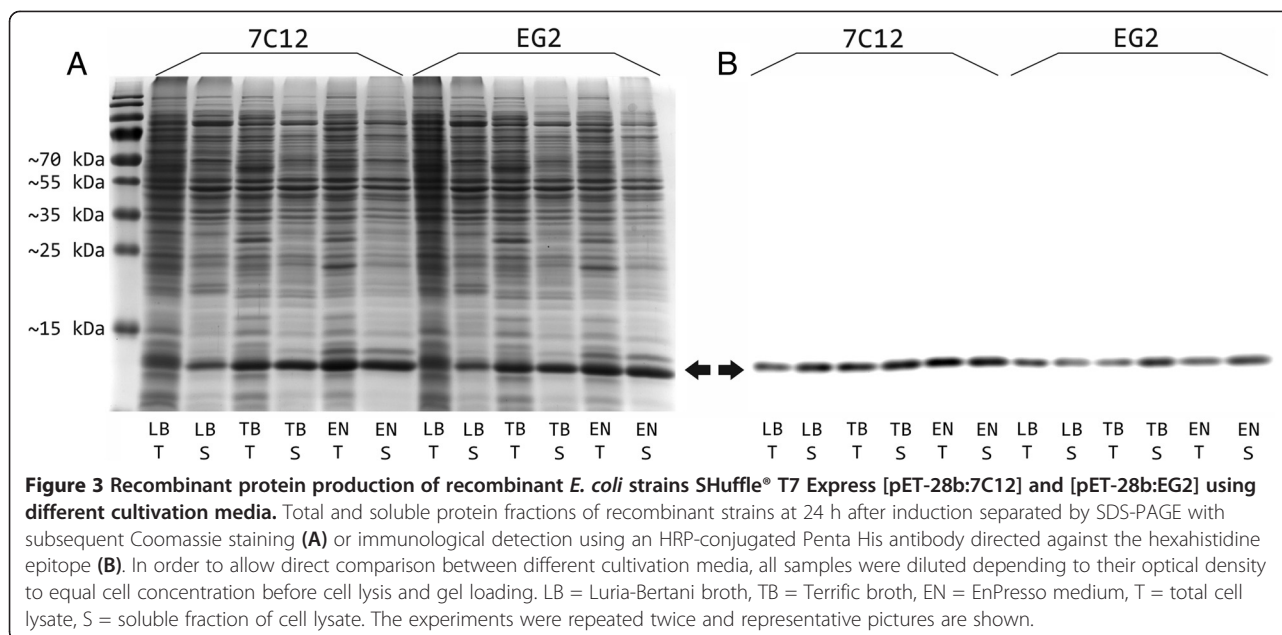 7C12 EG2 7C12 EG2
A B
~70 kDa
~55 kDa
~35 kDa
~25 kDa
~15 kDa
LB LB TB TB EN EN LB LB TB TB EN EN LB LB TB TB EN EN LB LB TB TB EN EN
T S T S T S T S T S T S T S T S T S T S T S T S
Figure 3 Recombinant protein production of recombinant E. coli strains SHuffle® T7 Express [pET-28b:7C12] and [pET-28b:EG2] using
different cultivation media. Total and soluble protein fractions of recombinant strains at 24 h after induction separated by SDS-PAGE with
subsequent Coomassie staining (A) or immunological detection using an HRP-conjugated Penta His antibody directed against the hexahistidine
epitope (B). In order to allow direct comparison between different cultivation media, all samples were diluted depending to their optical density
to equal cell concentration before cell lysis and gel loading. LB = Luria-Bertani broth, TB = Terrific broth, EN = EnPresso medium, T = total cell
lysate, S = soluble fraction of cell lysate. The experiments were repeated twice and representative pictures are shown.